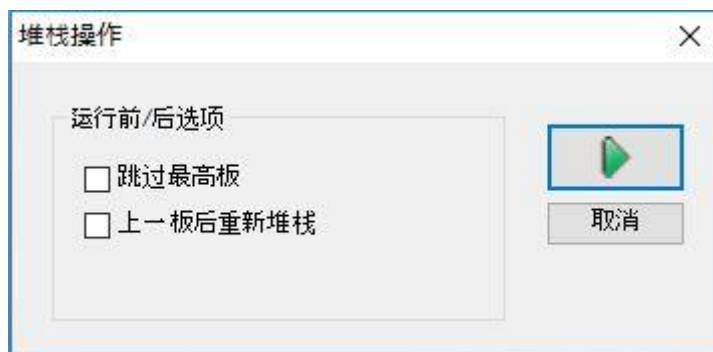 堆栈操作
运行前/后选项
跳过最高板
上一板后重新堆栈
取消